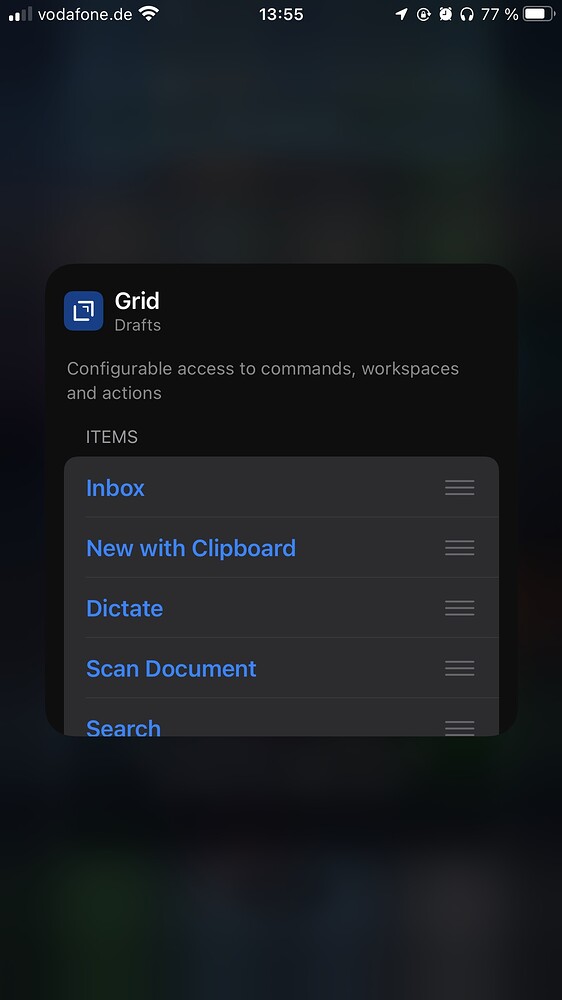 vodafone.de 13:55 77 %
Grid
Drafts
Configurable access to commands, workspaces
and actions
ITEMS
Inbox
New with Clipboard
Dictate
Scan Document
Search